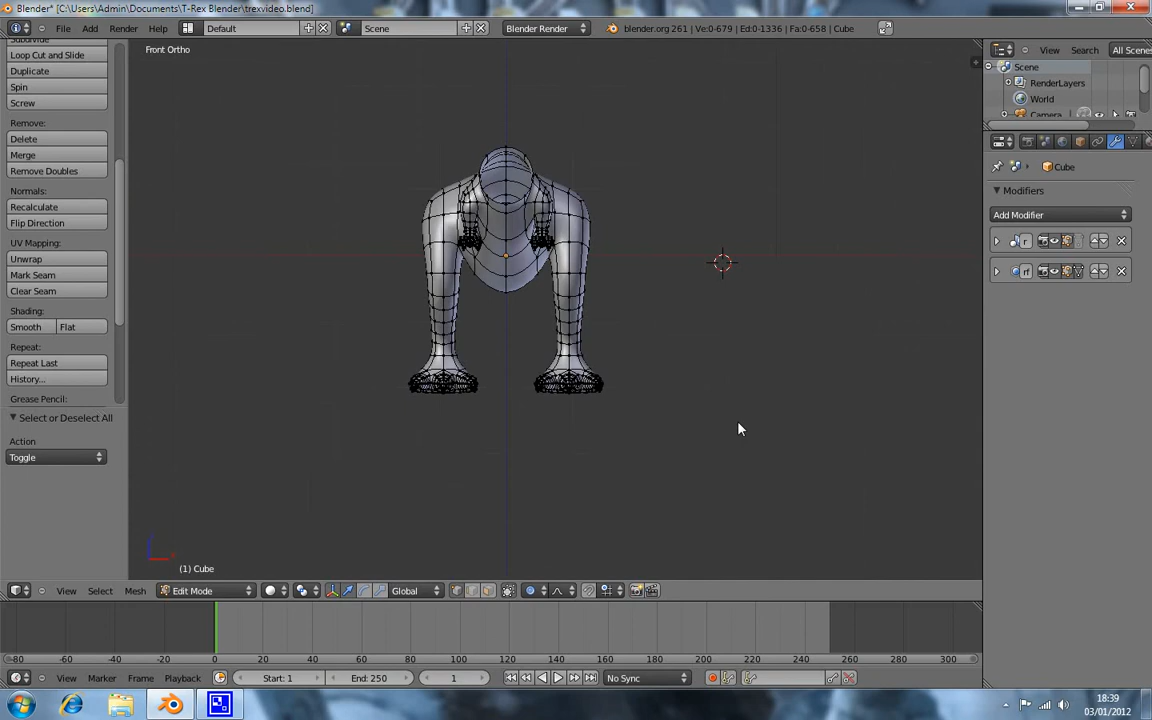 Blender* [C:\Users\Admin\Documents\T-Rex Blender\trexvideo.blend]
File Add Render Help Default Scene Blender Render blender.org 261 | Ve:0-679 | Ed:0-1336 | Fa:0-658 | Cube
Subdivide
Loop Cut and Slide
Duplicate
Spin
Screw
Remove:
Delete
Merge
Remove Doubles
Normals:
Recalculate
Flip Direction
UV Mapping:
Unwrap
Mark Seam
Clear Seam
Shading:
Smooth Flat
Repeat:
Repeat Last
History...
Grease Pencil:
Select or Deselect All
Action
Toggle
Front Ortho
(1) Cube
View Search All Scenes
Scene
RenderLayers
World
Camera
Cube
Modifiers
Add Modifier
r
rf
View Select Mesh Edit Mode Global
-80 -60 -40 -20 0 20 40 60 80 100 120 140 160 180 200 220 240 260 280 300
View Marker Frame Playback Start: 1 End: 250 1 No Sync
18:39
03/01/2012